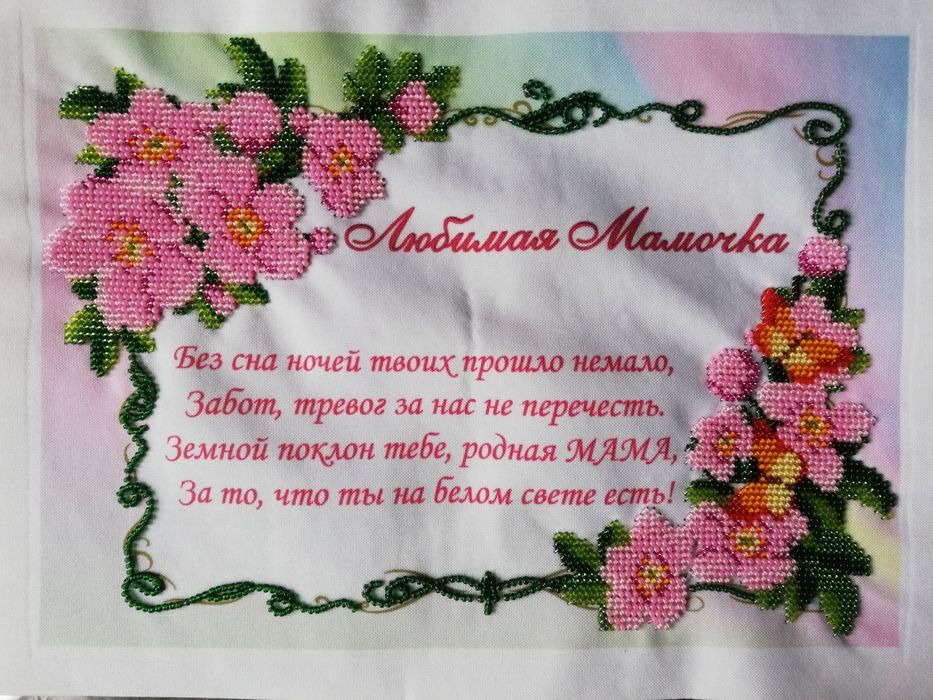 Любимая Мамочка
Без сна ночей твоих прошло немало,
Забот, тревог за нас не перечесть.
Земной поклон тебе, родная МАМА,
За то, что ты на белом свете есть!